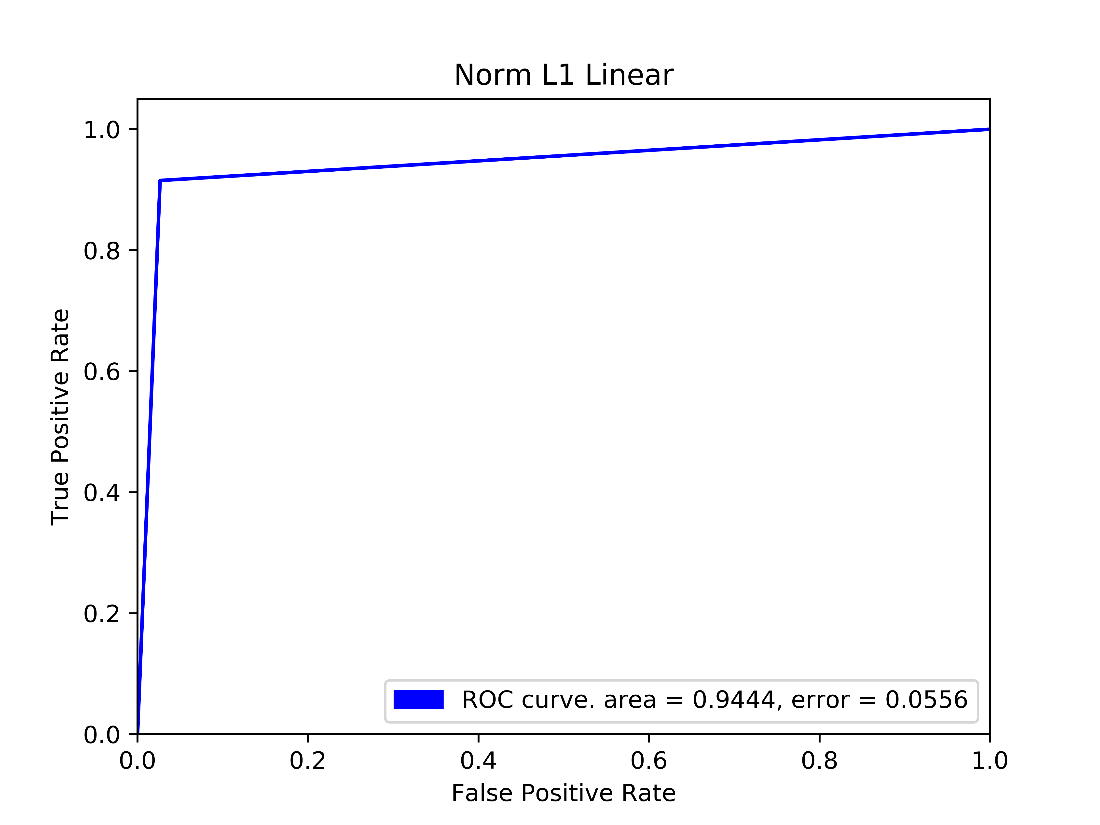 Norm L1 Linear
True Positive Rate
1.0
0.8
0.6
0.4
0.2
0.0
ROC curve. area = 0.9444, error = 0.0556
0.0 0.2 0.4 0.6 0.8 1.0
False Positive Rate